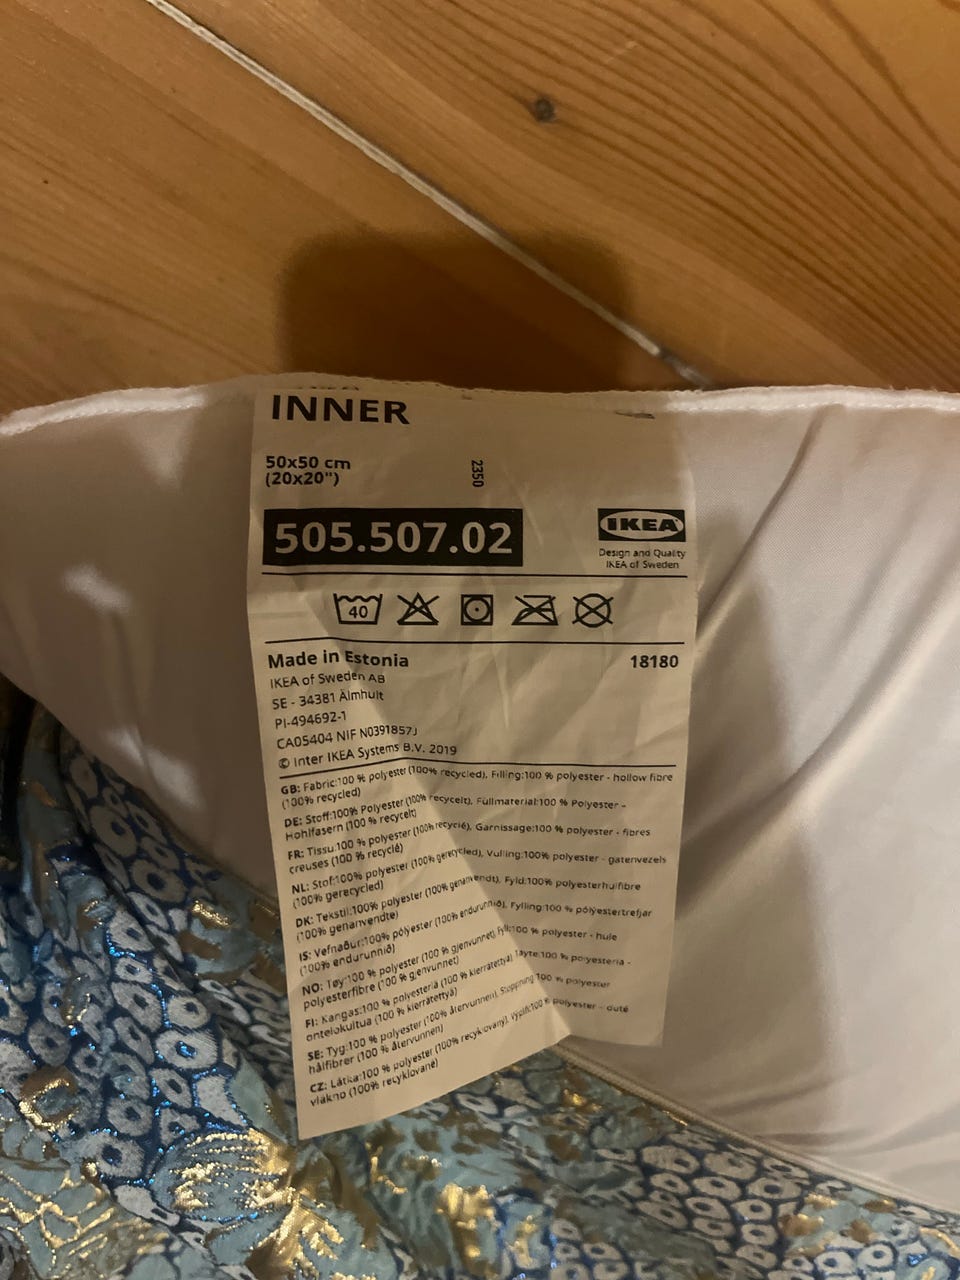 INNER
50x50 cm
(20x20")
2350
505.507.02
IKEA
Design and Quality
IKEA of Sweden
40
Made in Estonia
18180
IKEA of Sweden AB
SE - 34381 Älmhult
PI-494692-1
CA05404 NIF N0391857J
© Inter IKEA Systems B.V. 2019
GB: Fabric:100 % polyester (100% recycled), Filling:100 % polyester - hollow fibre
(100% recycled)
DE: Stoff:100% Polyester (100% recycelt), Füllmaterial:100 % Polyester -
Hohlfasern (100 % recycelt)
FR: Tissu:100 % polyester (100% recyclé), Garnissage:100 % polyester - fibres
creuses (100 % recyclé)
NL: Stof:100% polyester (100% gerecycled), Vulling:100% polyester - gatenvezels
(100% gerecycled)
DK: Tekstil:100% polyester (100% genanvendt), Fyld:100% polyesterhulfibre
(100% genanvendte)
IS: Vefnaður:100% pólýester (100% endurunnið), Fylling:100 % pólýestertrefjar
(100% endurunnið)
NO: Tøy:100 % polyester (100 % gjenvunnet), Fyll:100 % polyester - hule
polyesterfibre (100 % gjenvunnet)
FI: Kangas:100 % polyesteria (100 % kierrätettyä), Täyte:100 % polyesteria -
ontelokuitua (100 % kierrätettyä)
SE: Tyg:100 % polyester (100% återvunnen), Stoppning:100 % polyester
hålfibrer (100 % återvunnen)
CZ: Látka:100 % polyester (100% recyklovaný), Výplň:100 % polyester - duté
vlákno (100% recyklované)